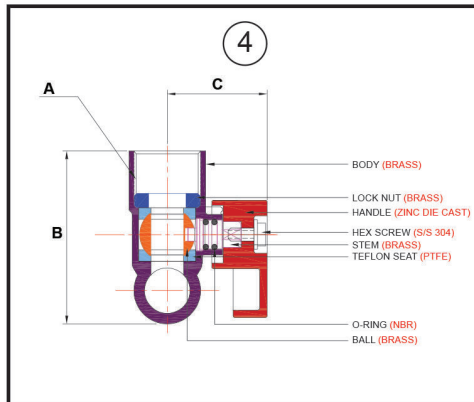 4
C
A
B
BODY (BRASS)
LOCK NUT (BRASS)
HANDLE (ZINC DIE CAST)
HEX SCREW (S/S 304)
STEM (BRASS)
TEFLON SEAT (PTFE)
O-RING (NBR)
BALL (BRASS)